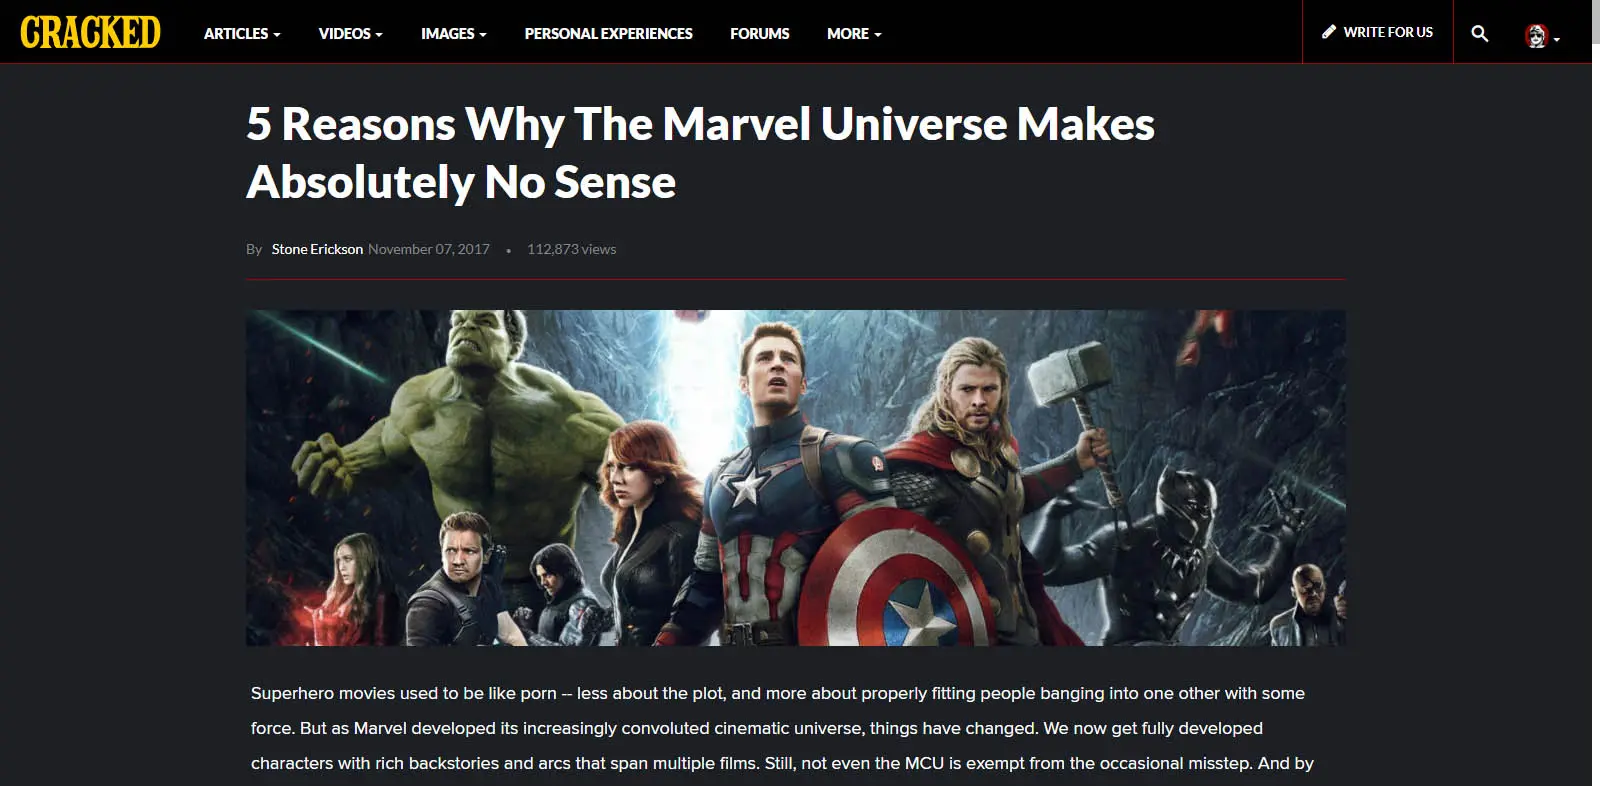 CRACKED
ARTICLES
VIDEOS
IMAGES
PERSONAL EXPERIENCES
FORUMS
MORE
WRITE FOR US
5 Reasons Why The Marvel Universe Makes
Absolutely No Sense
By Stone Erickson November 07, 2017 • 112,873 views
Superhero movies used to be like porn -- less about the plot, and more about properly fitting people banging into one other with some
force. But as Marvel developed its increasingly convoluted cinematic universe, things have changed. We now get fully developed
characters with rich backstories and arcs that span multiple films. Still, not even the MCU is exempt from the occasional misstep. And by